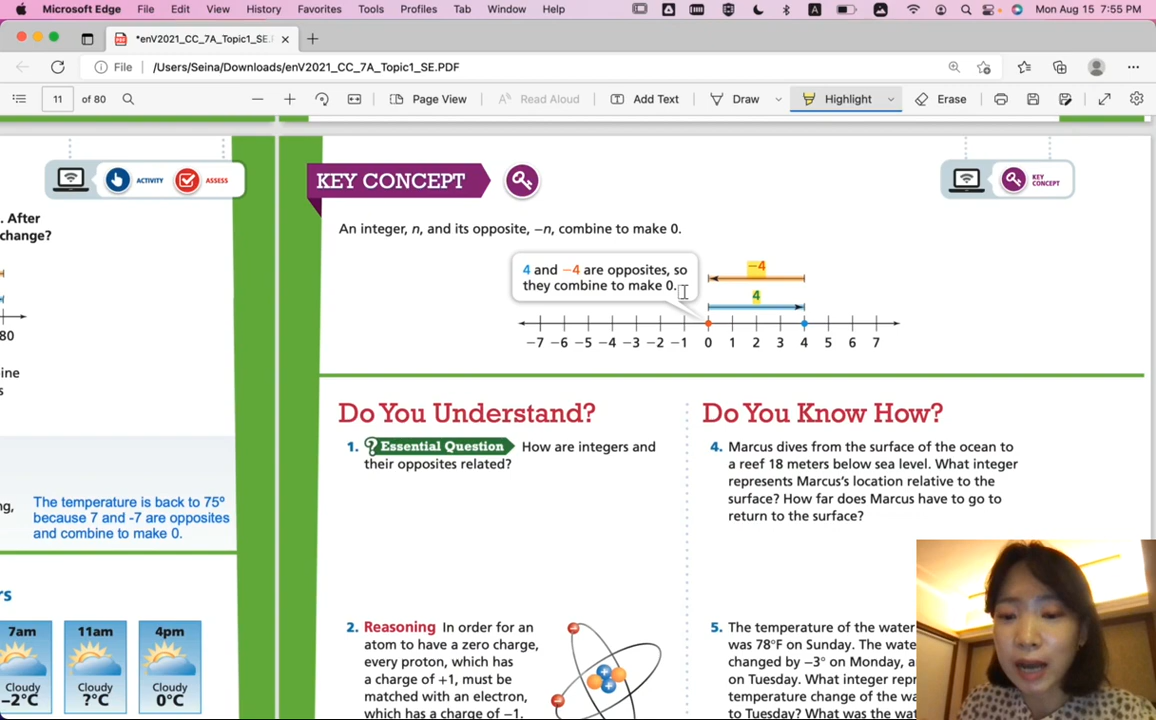 Microsoft Edge File Edit View History Favorites Tools Profiles Tab Window Help A Mon Aug 15 7:55 PM
*enV2021_CC_7A_Topic1_SE.
File /Users/Seina/Downloads/enV2021_CC_7A_Topic1_SE.PDF
11 of 80 Page View Read Aloud Add Text Draw Highlight Erase
ACTIVITY ASSESS
. After
change?
80
ine
s
ng,
The temperature is back to 75º
because 7 and -7 are opposites
and combine to make 0.
rs
7am 11am 4pm
Cloudy Cloudy Cloudy
–2°C ?°C 0°C
KEY CONCEPT
KEY CONCEPT
An integer, n, and its opposite, –n, combine to make 0.
4 and –4 are opposites, so
they combine to make 0.
–4
4
–7 –6 –5 –4 –3 –2 –1 0 1 2 3 4 5 6 7
Do You Understand?
1. ? Essential Question How are integers and
their opposites related?
2. Reasoning In order for an
atom to have a zero charge,
every proton, which has
a charge of +1, must be
matched with an electron,
which has a charge of –1.
Do You Know How?
4. Marcus dives from the surface of the ocean to
a reef 18 meters below sea level. What integer
represents Marcus's location relative to the
surface? How far does Marcus have to go to
return to the surface?
5. The temperature of the water
was 78°F on Sunday. The wate
changed by –3° on Monday, a
on Tuesday. What integer repr
temperature change of the wa
to Tuesday? What was the wat